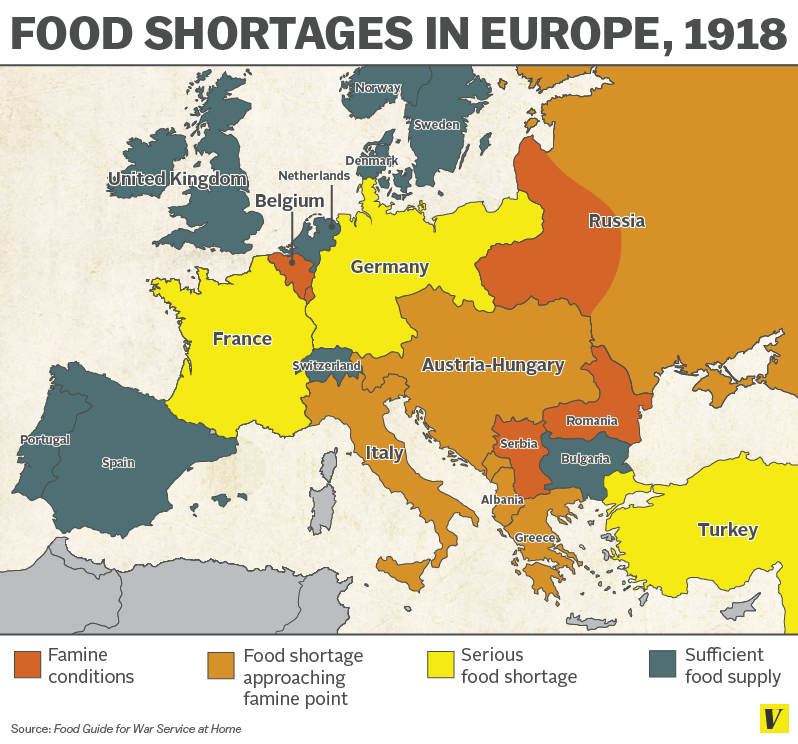 FOOD SHORTAGES IN EUROPE, 1918
Norway
Sweden
Denmark
Netherlands
United Kingdom
Belgium
Russia
Germany
France
Switzerland
Austria-Hungary
Romania
Serbia
Portugal
Spain
Italy
Bulgaria
Albania
Turkey
Greece
Famine
conditions
Food shortage
approaching
famine point
Serious
food shortage
Sufficient
food supply
Source: Food Guide for War Service at Home
V